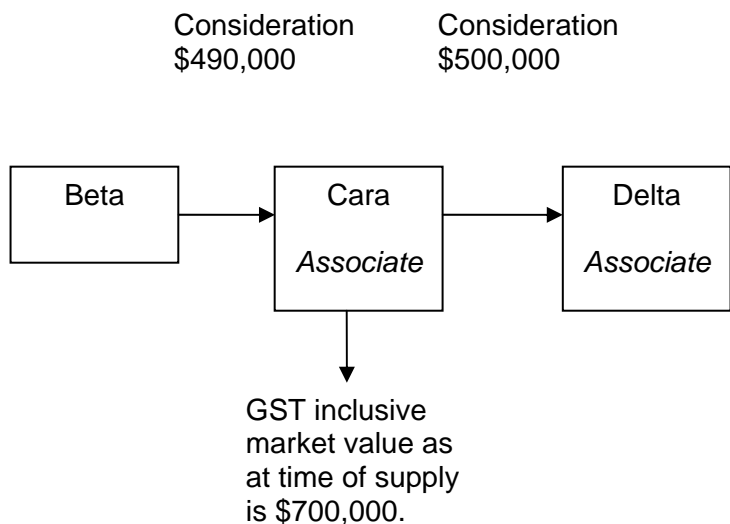 Consideration
$490,000
Consideration
$500,000
Beta
Cara
Associate
Delta
Associate
GST inclusive
market value as
at time of supply
is $700,000.